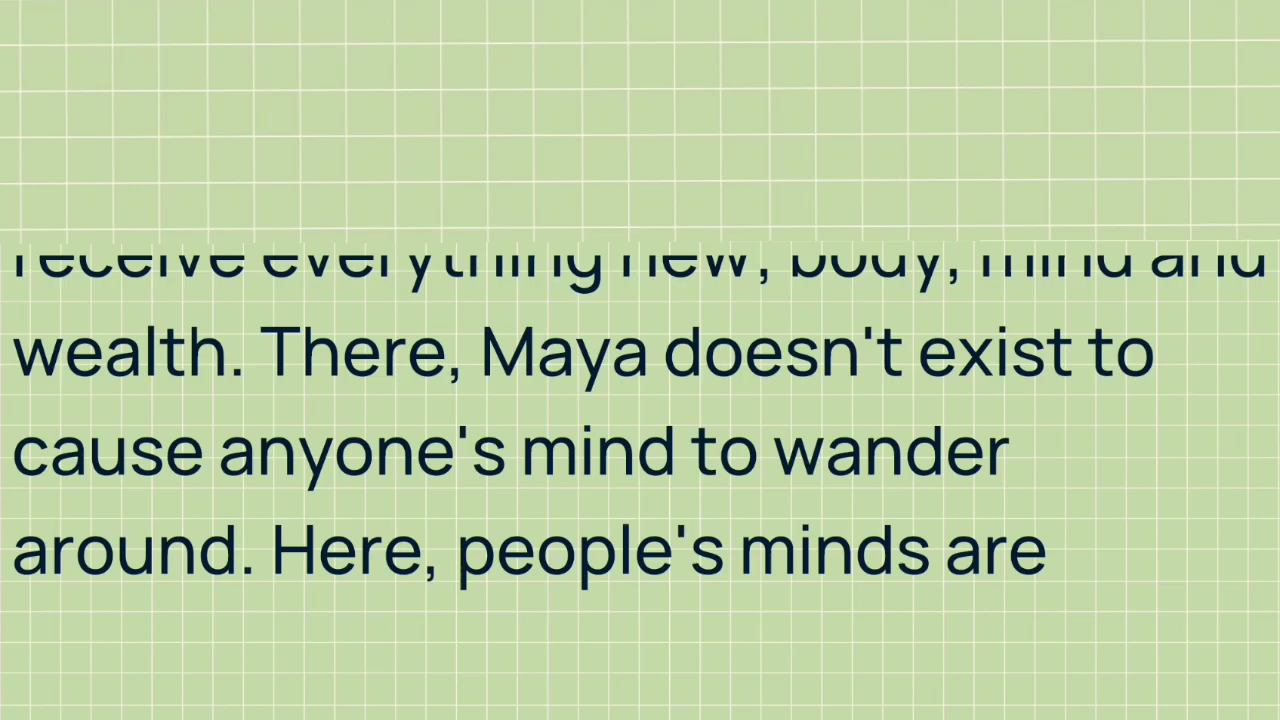 receive everything new, body, mind and
wealth. There, Maya doesn't exist to
cause anyone's mind to wander
around. Here, people's minds are